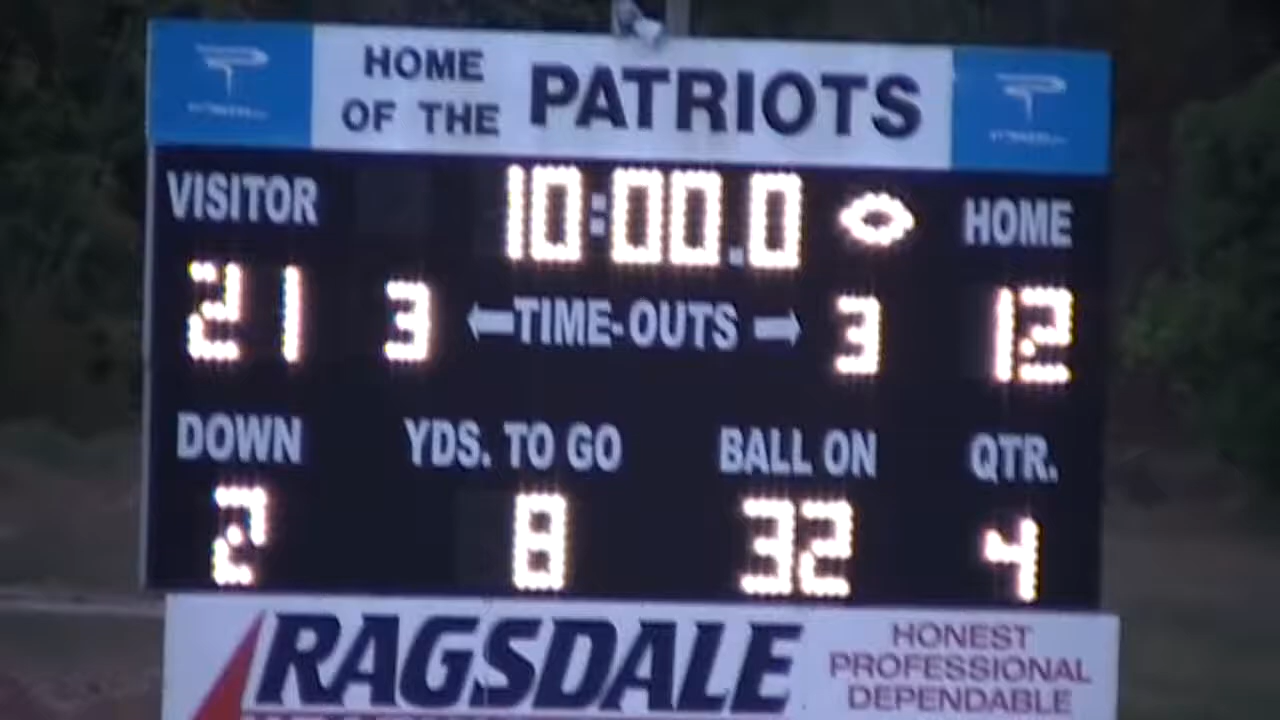 HOME
OF THE
PATRIOTS
VISITOR
10:00.0
HOME
21
3
TIME-OUTS
3
12
DOWN
YDS. TO GO
BALL ON
QTR.
2
8
32
4
RAGSDALE
HONEST
PROFESSIONAL
DEPENDABLE